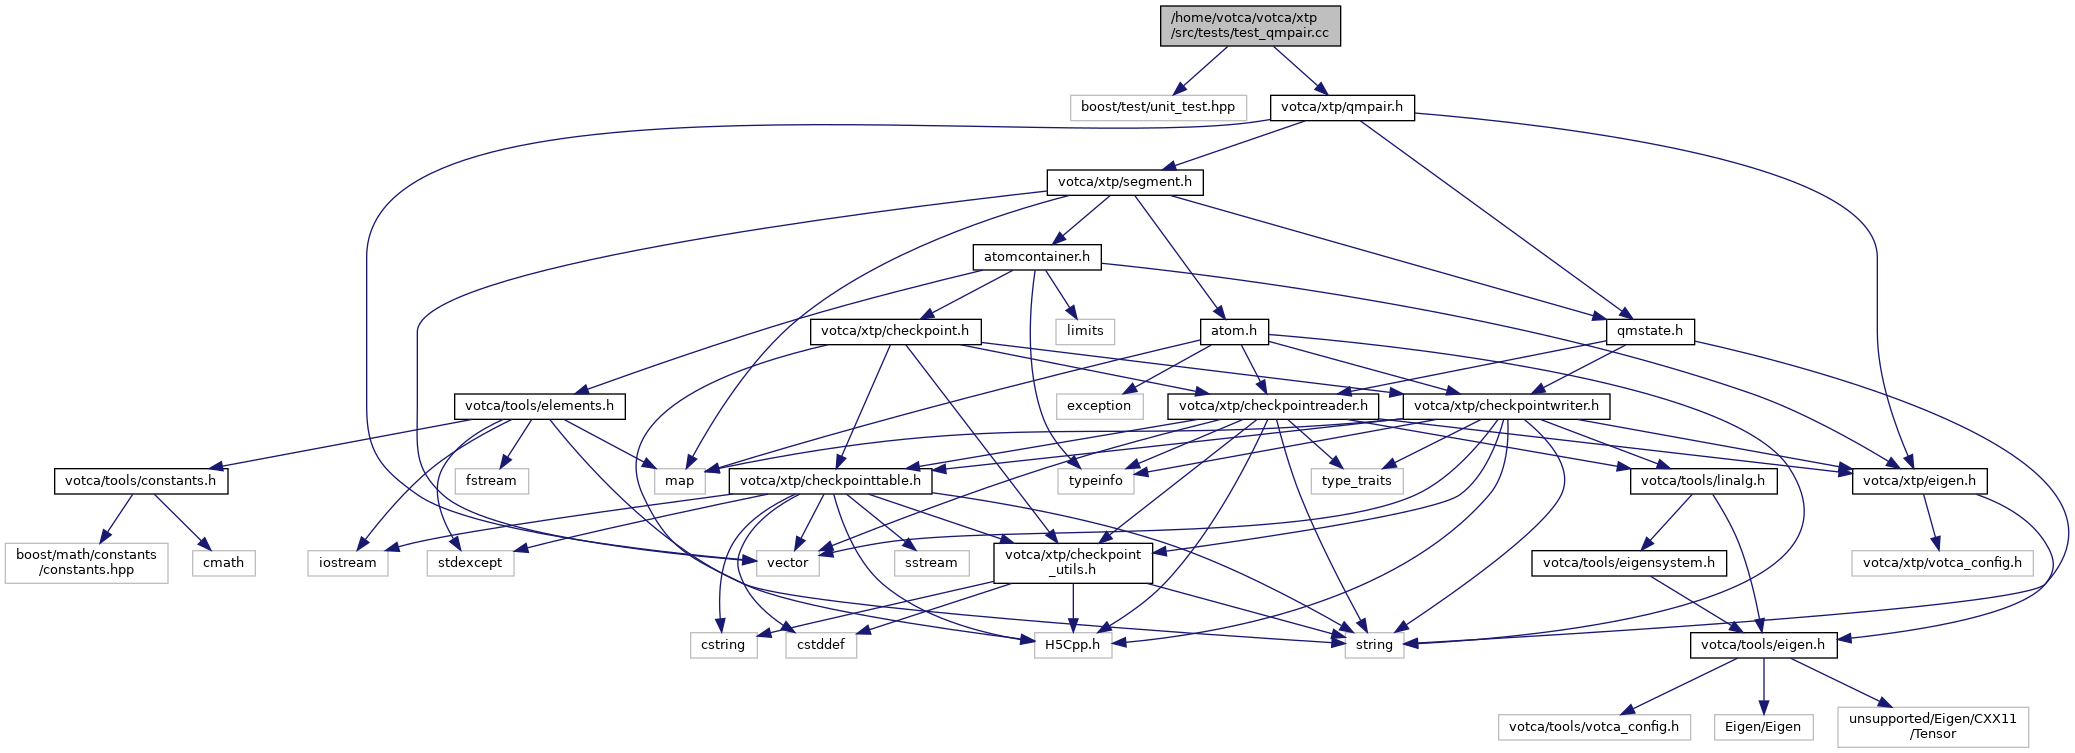 /home/votca/votca/xtp
/src/tests/test_qmpair.cc
boost/test/unit_test.hpp
votca/xtp/qmpair.h
votca/xtp/segment.h
atomcontainer.h
votca/xtp/checkpoint.h
limits
atom.h
qmstate.h
votca/tools/elements.h
exception
votca/xtp/checkpointreader.h
votca/xtp/checkpointwriter.h
votca/tools/constants.h
fstream
map
votca/xtp/checkpointtable.h
typeinfo
type_traits
votca/tools/linalg.h
votca/xtp/eigen.h
boost/math/constants
/constants.hpp
cmath
iostream
stdexcept
vector
sstream
votca/xtp/checkpoint
_utils.h
votca/tools/eigensystem.h
votca/xtp/votca_config.h
cstring
cstddef
H5Cpp.h
string
votca/tools/eigen.h
votca/tools/votca_config.h
Eigen/Eigen
unsupported/Eigen/CXX11
/Tensor